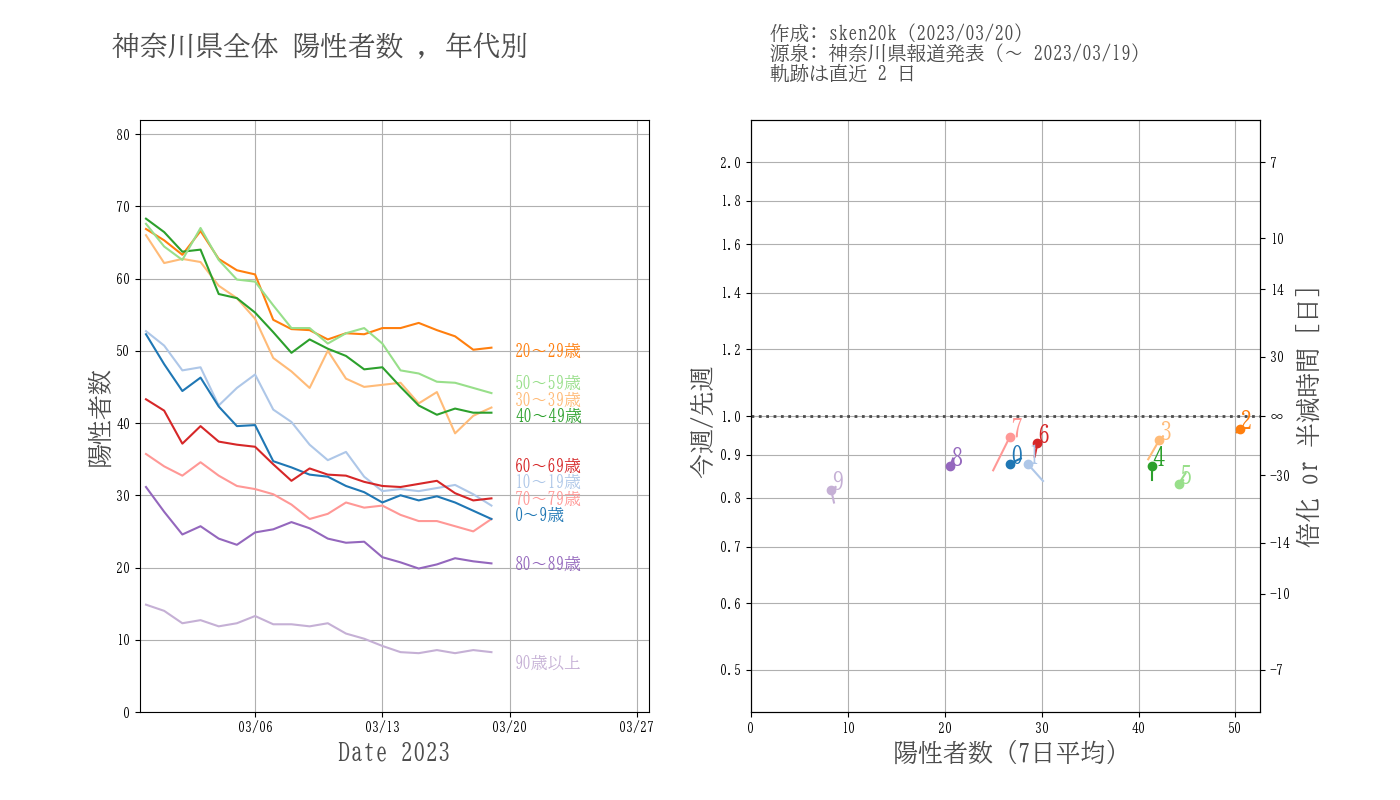 神奈川県全体 陽性者数 , 年代別
作成: sken20k (2023/03/20)
源泉: 神奈川県報道発表 (～ 2023/03/19)
軌跡は直近 2 日
陽性者数
80
70
60
50
40
30
20
10
0
20～29歳
50～59歳
30～39歳
40～49歳
60～69歳
10～19歳
70～79歳
0～9歳
80～89歳
90歳以上
03/06
03/13
03/20
03/27
Date 2023
今週/先週
2.0
1.8
1.6
1.4
1.2
1.0
0.9
0.8
0.7
0.6
0.5
2
7
6
3
0
1
8
4
5
9
7
10
14
30
∞
−30
−14
−10
−7
倍化 or 半減時間 [日]
0
10
20
30
40
50
陽性者数 (7日平均)